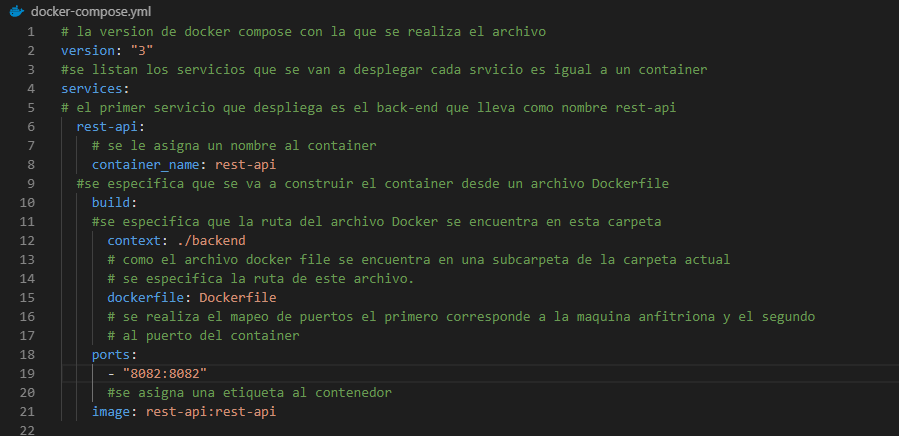 docker-compose.yml
1 # la version de docker compose con la que se realiza el archivo
2 version: "3"
3 #se listan los servicios que se van a desplegar cada srvicio es igual a un container
4 services:
5 # el primer servicio que despliega es el back-end que lleva como nombre rest-api
6 rest-api:
7 # se le asigna un nombre al container
8 container_name: rest-api
9 #se especifica que se va a construir el container desde un archivo Dockerfile
10 build:
11 #se especifica que la ruta del archivo Docker se encuentra en esta carpeta
12 context: ./backend
13 # como el archivo docker file se encuentra en una subcarpeta de la carpeta actual
14 # se especifica la ruta de este archivo.
15 dockerfile: Dockerfile
16 # se realiza el mapeo de puertos el primero corresponde a la maquina anfitriona y el segundo
17 # al puerto del container
18 ports:
19 - "8082:8082"
20 #se asigna una etiqueta al contenedor
21 image: rest-api:rest-api
22